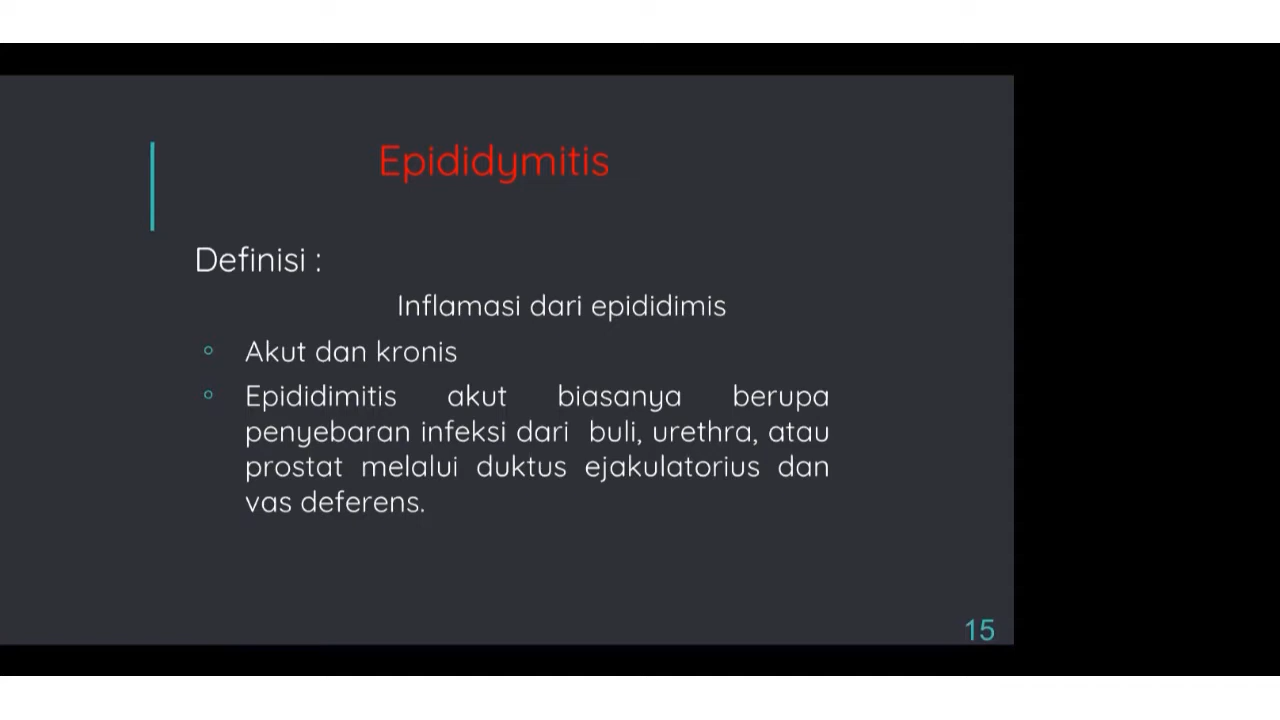 Epididymitis
Definisi :
Inflamasi dari epididimis
Akut dan kronis
Epididimitis akut biasanya berupa
penyebaran infeksi dari buli, urethra, atau
prostat melalui duktus ejakulatorius dan
vas deferens.
15